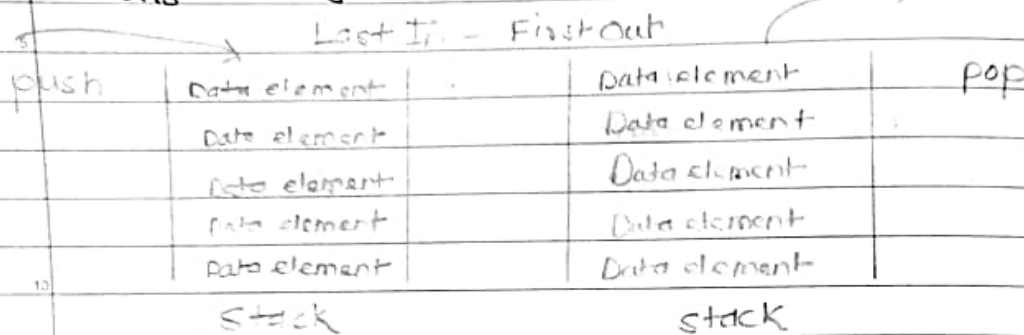 Last In - First Out
push Data element Data element pop
Data element Data element
Data element Data element
Data element Data element
Data element Data element
10
Stack stack